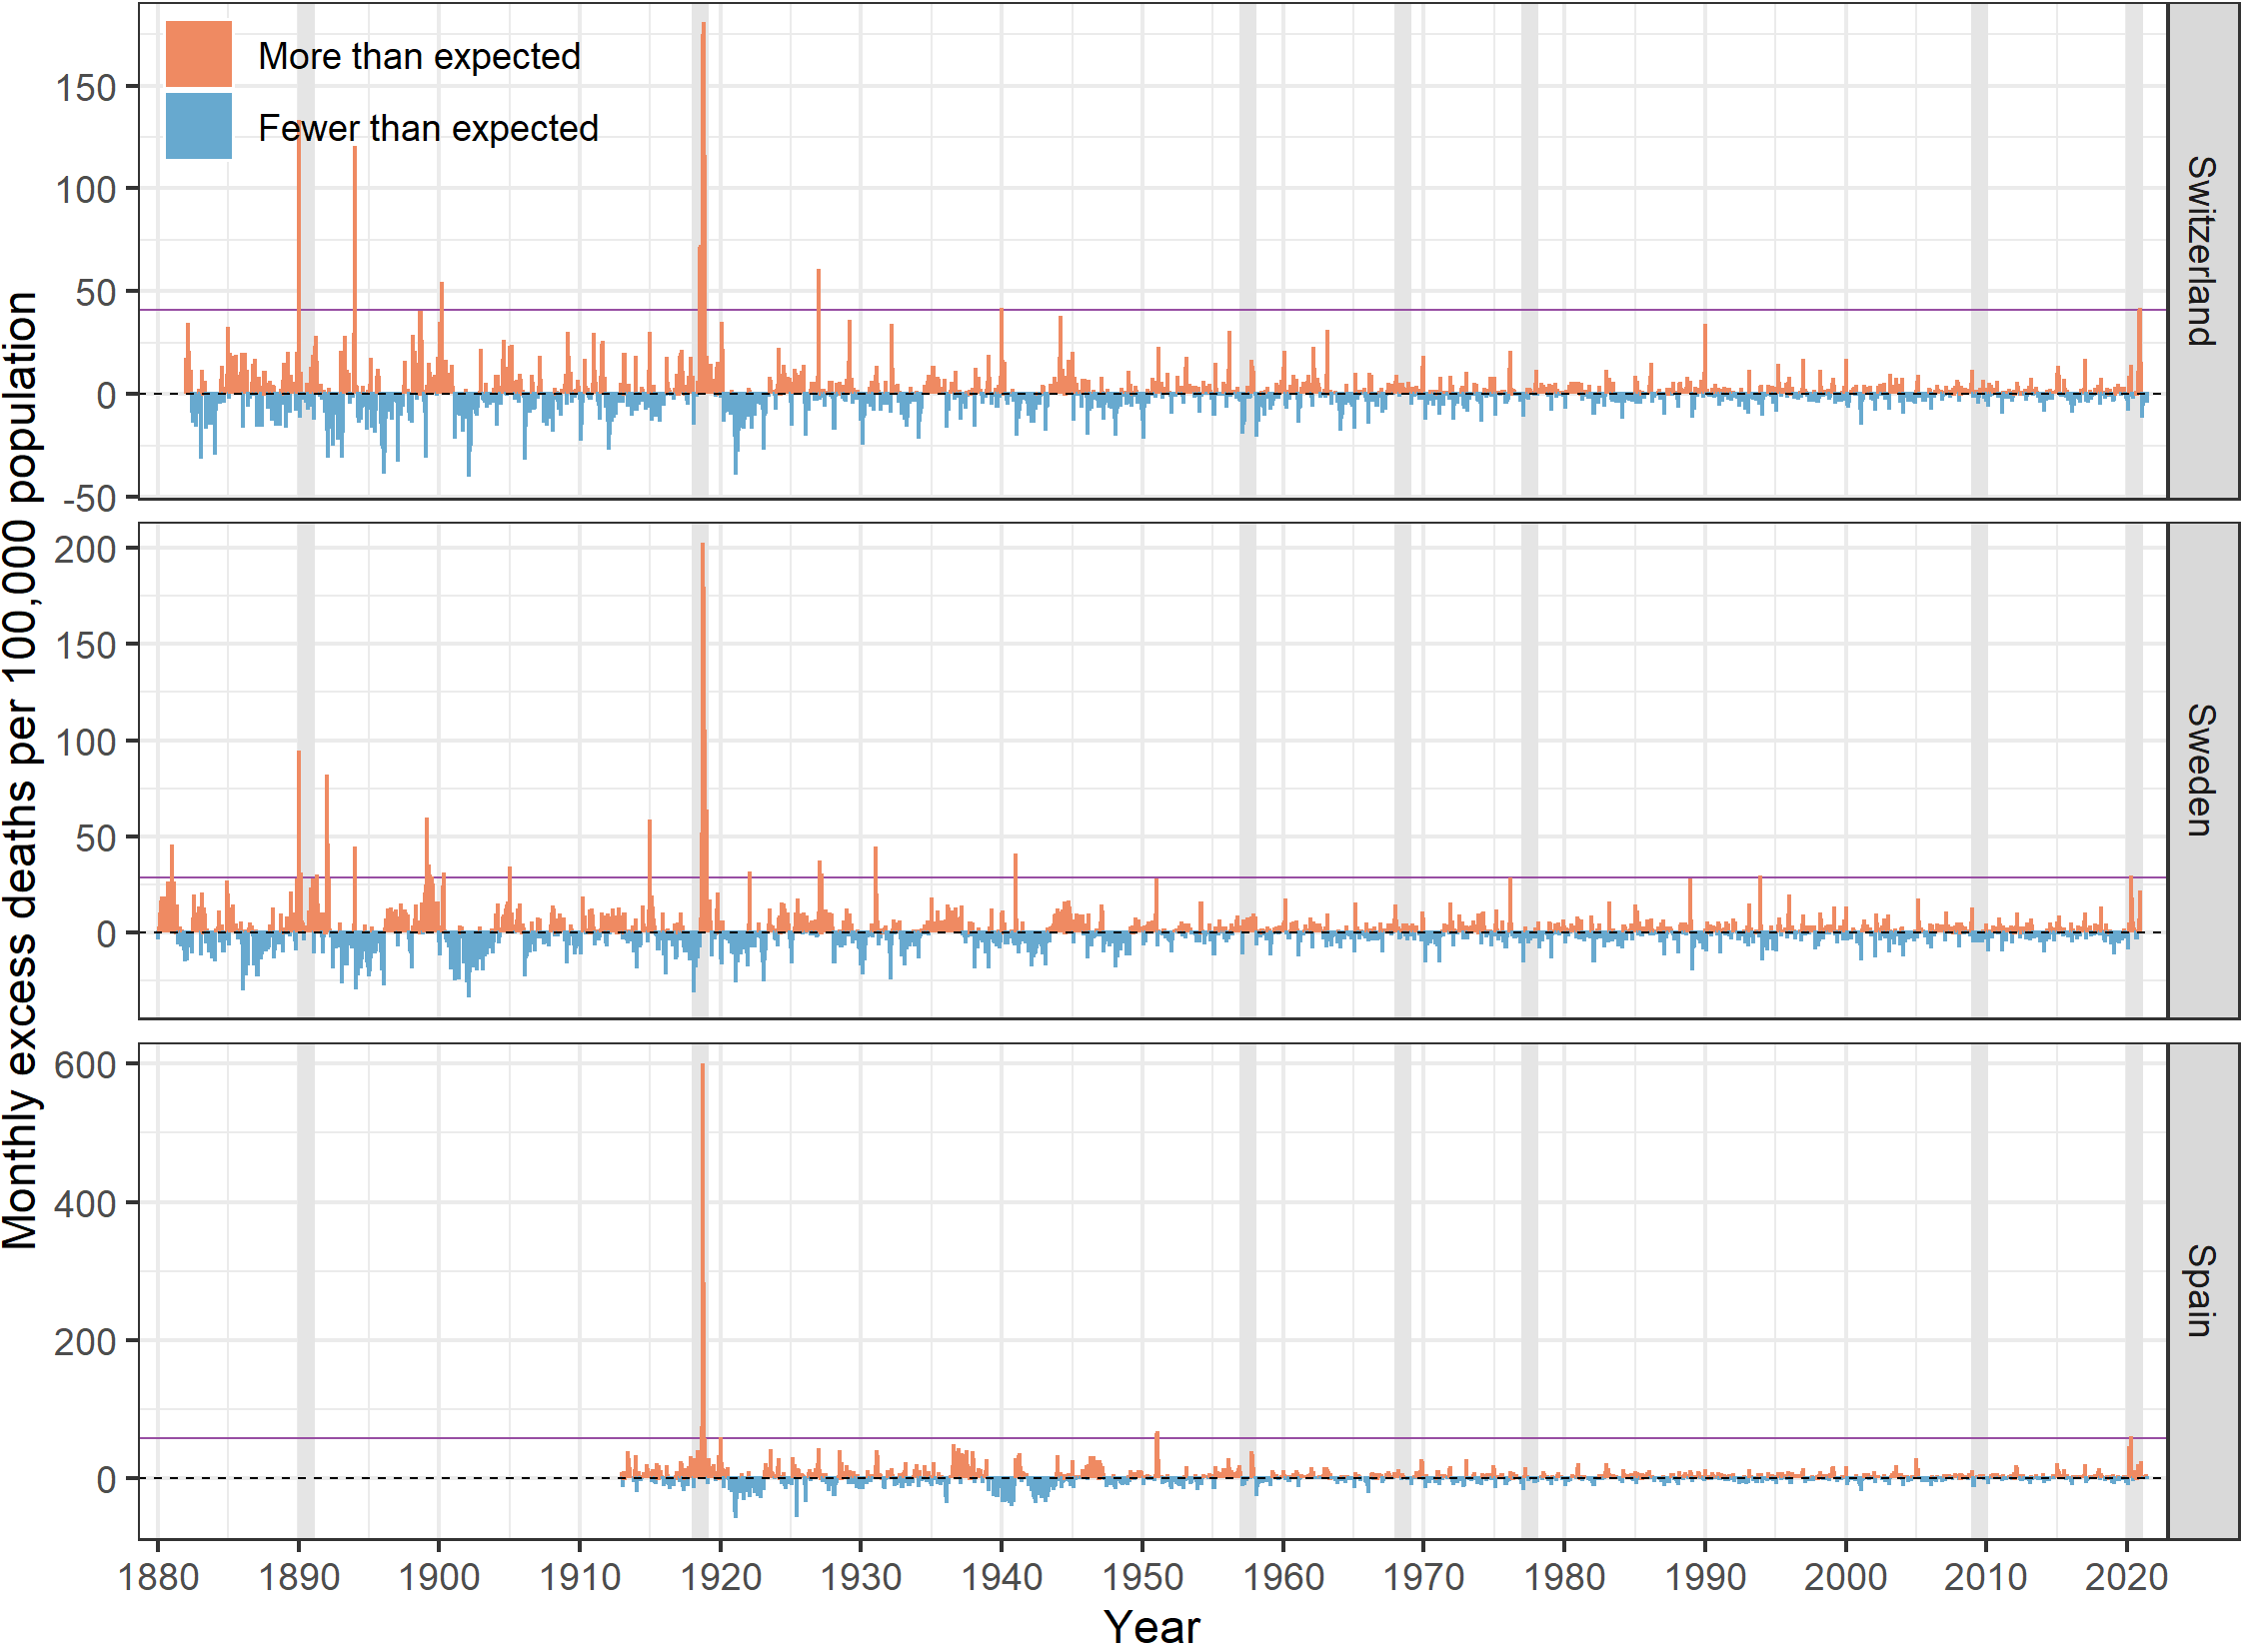 More than expected
Fewer than expected
150
100
50
0
-50
Switzerland
200
150
100
50
0
Sweden
600
400
200
0
Spain
Monthly excess deaths per 100,000 population
1880 1890 1900 1910 1920 1930 1940 1950 1960 1970 1980 1990 2000 2010 2020
Year